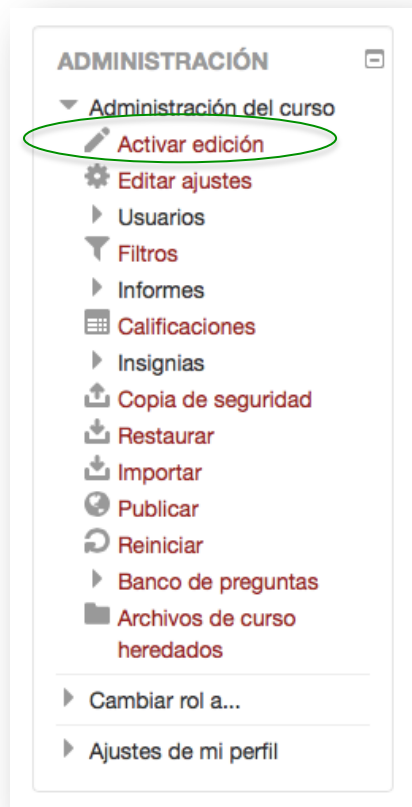 ADMINISTRACIÓN
Administración del curso
Activar edición
Editar ajustes
Usuarios
Filtros
Informes
Calificaciones
Insignias
Copia de seguridad
Restaurar
Importar
Publicar
Reiniciar
Banco de preguntas
Archivos de curso
heredados
Cambiar rol a...
Ajustes de mi perfil